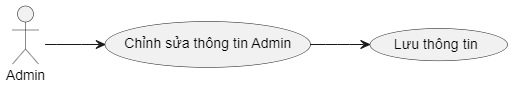 Chỉnh sửa thông tin Admin
Lưu thông tin
Admin